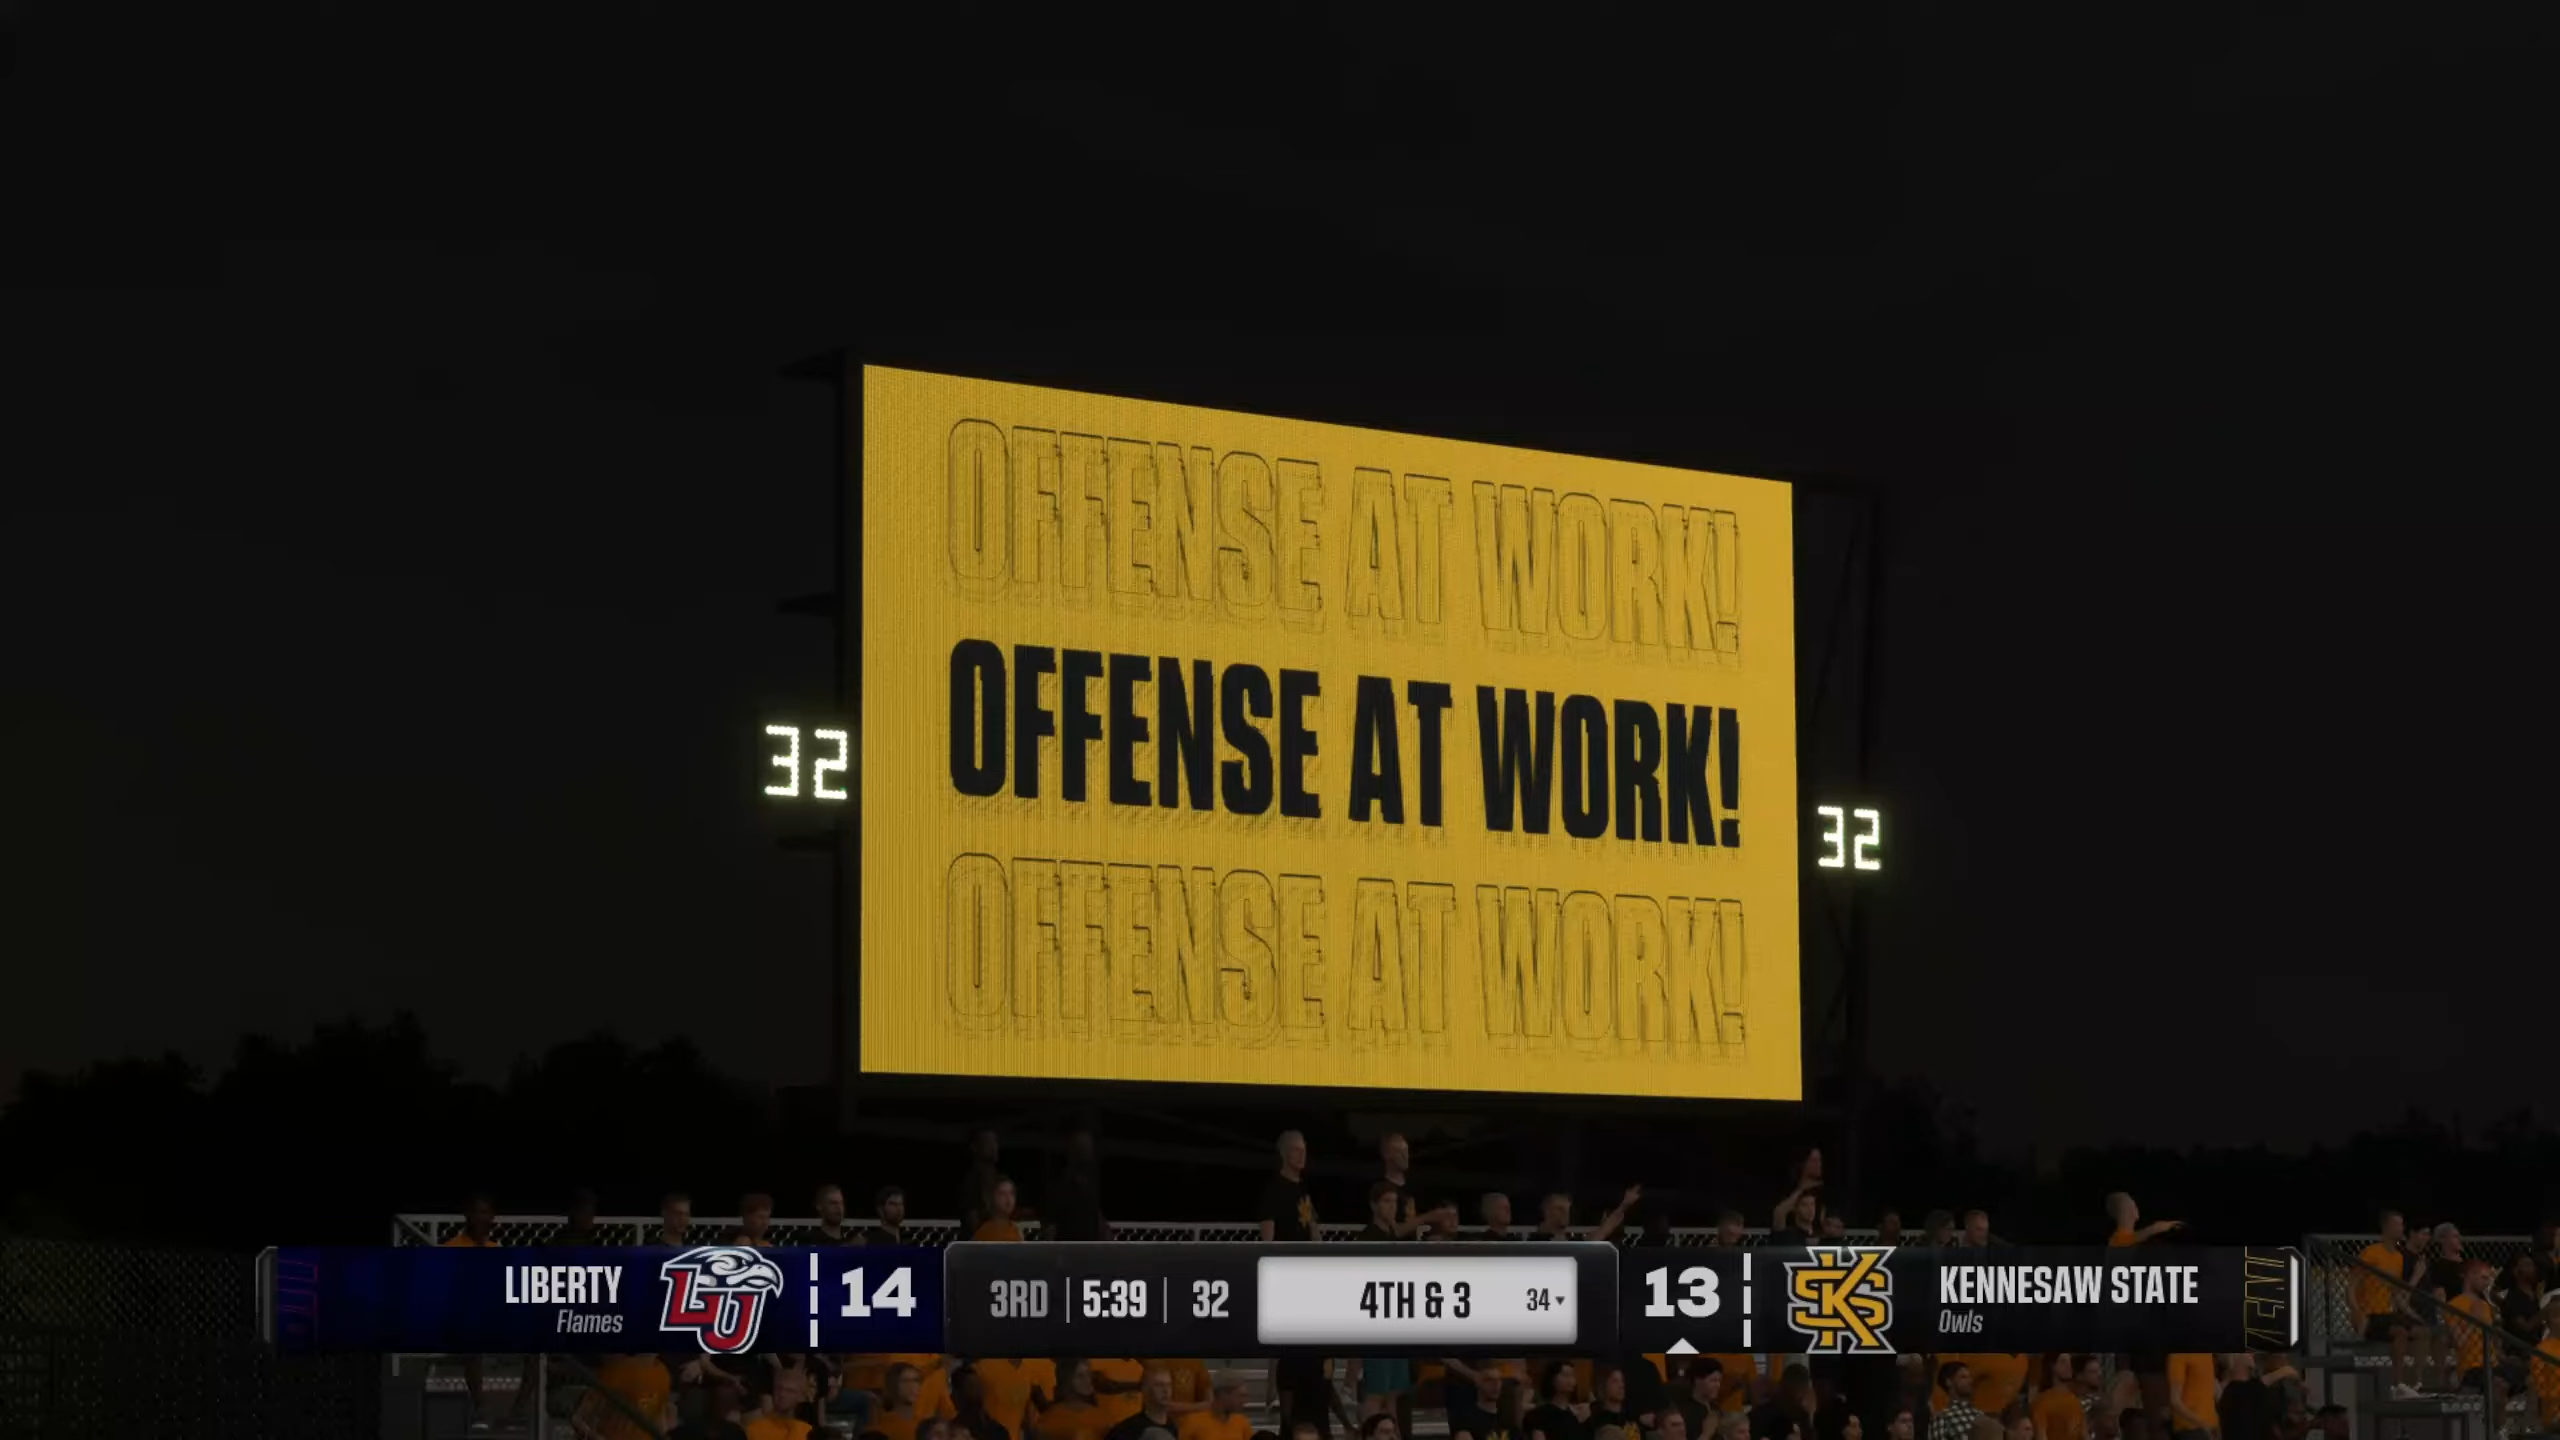 OFFENSE AT WORK!
OFFENSE AT WORK!
32
32
OFFENSE AT WORK!
LIBERTY
Flames
LU
14
3RD
5:39
32
4TH & 3
34
13
KS
KENNESAW STATE
Owls